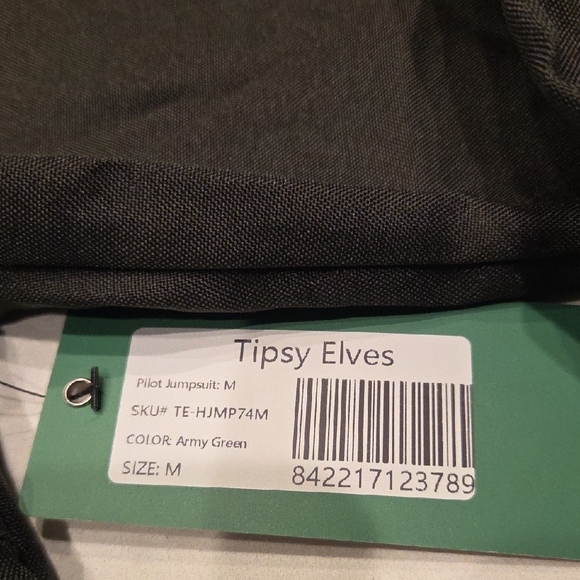 Tipsy Elves
Pilot Jumpsuit: M
SKU# TE-HJMP74M
COLOR: Army Green
SIZE: M
842217123789